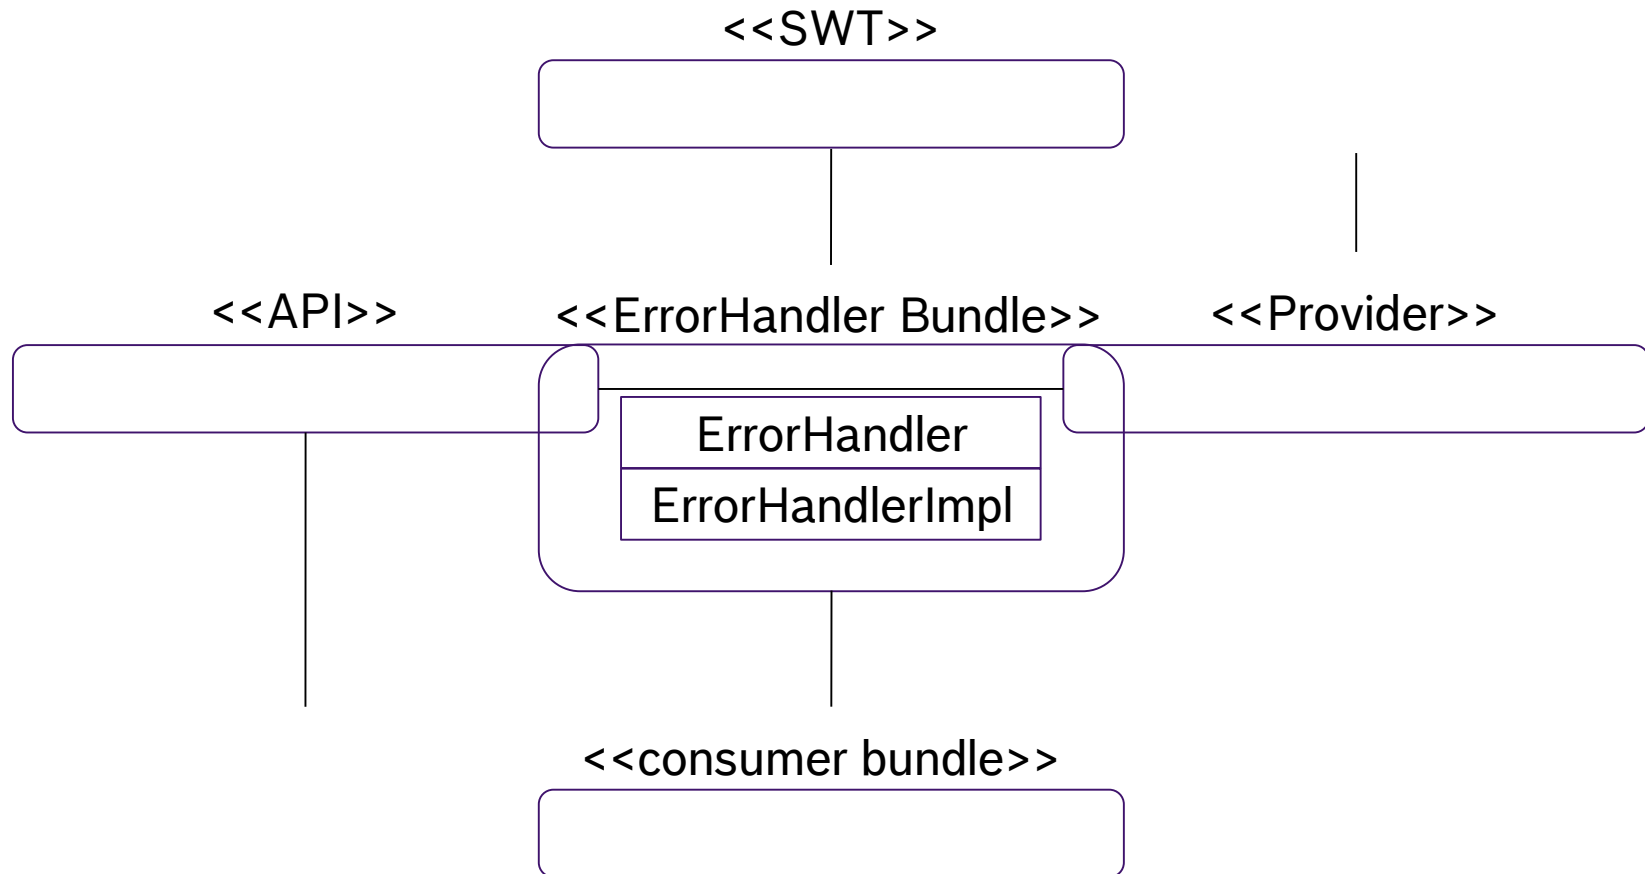 <<SWT>>
<<API>>
<<ErrorHandler Bundle>>
<<Provider>>
ErrorHandler
ErrorHandlerImpl
<<consumer bundle>>